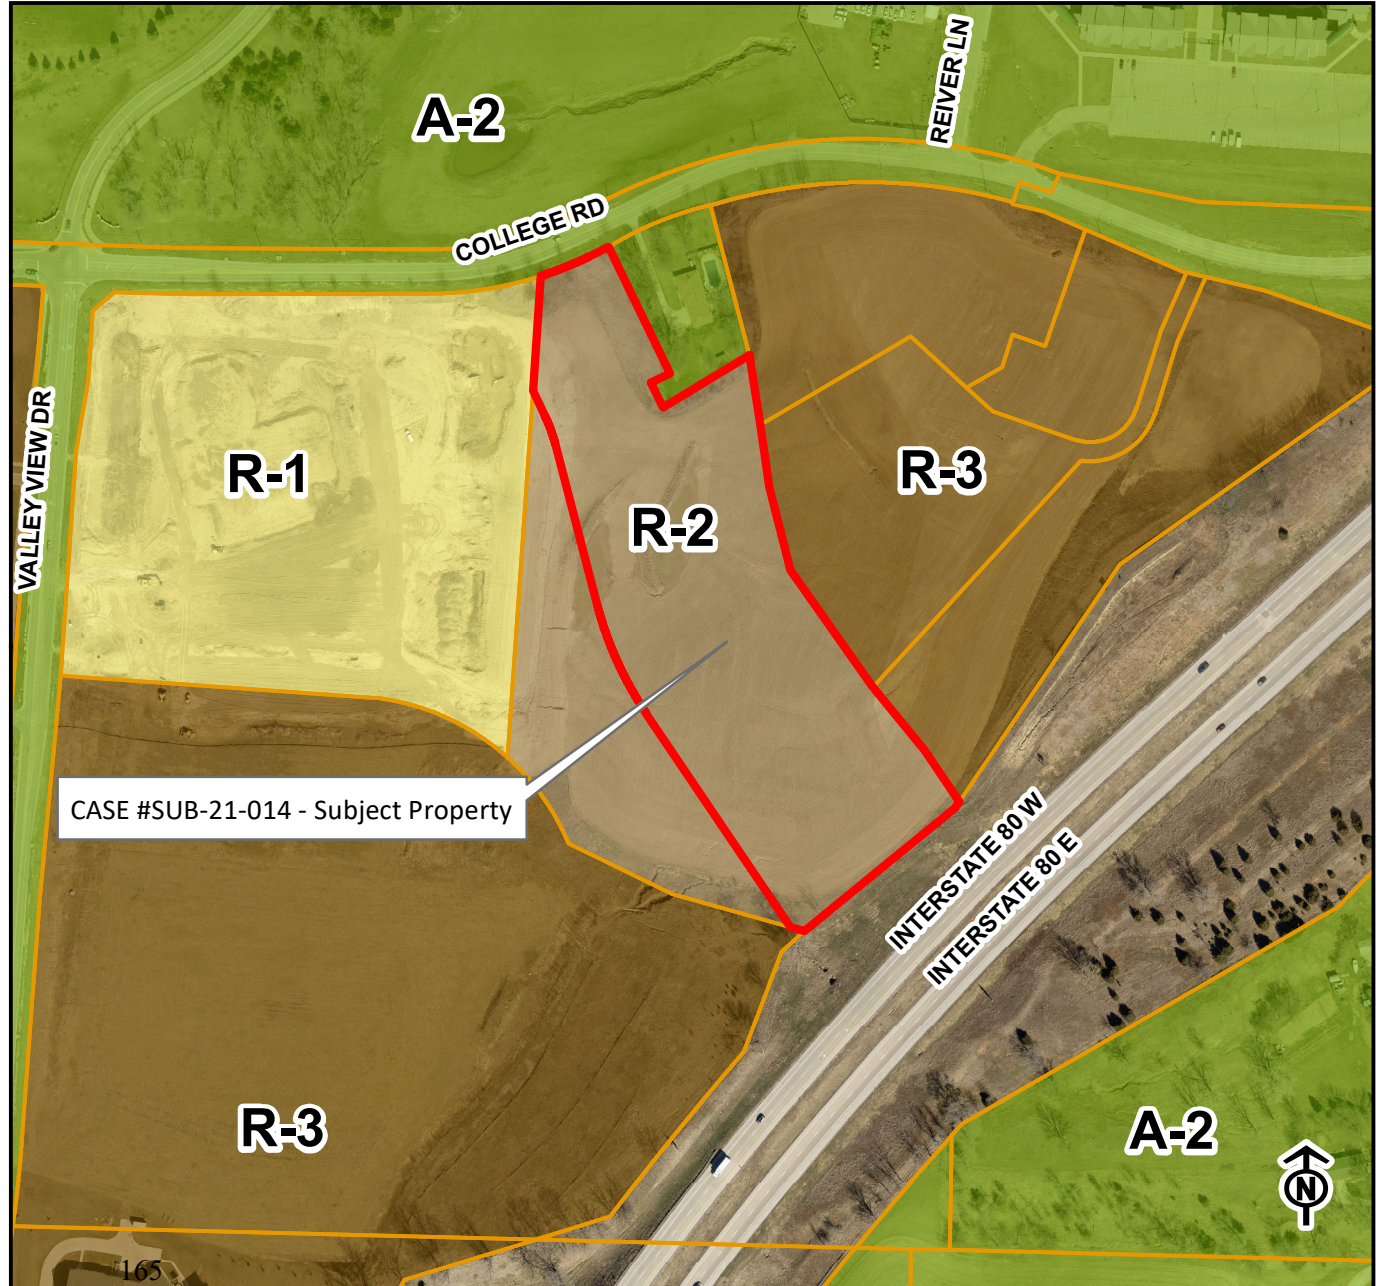 REIVER LN
A-2
COLLEGE RD
VALLEY VIEW DR
R-1
R-3
R-2
CASE #SUB-21-014 - Subject Property
INTERSTATE 80 W
INTERSTATE 80 E
R-3
A-2
N
165